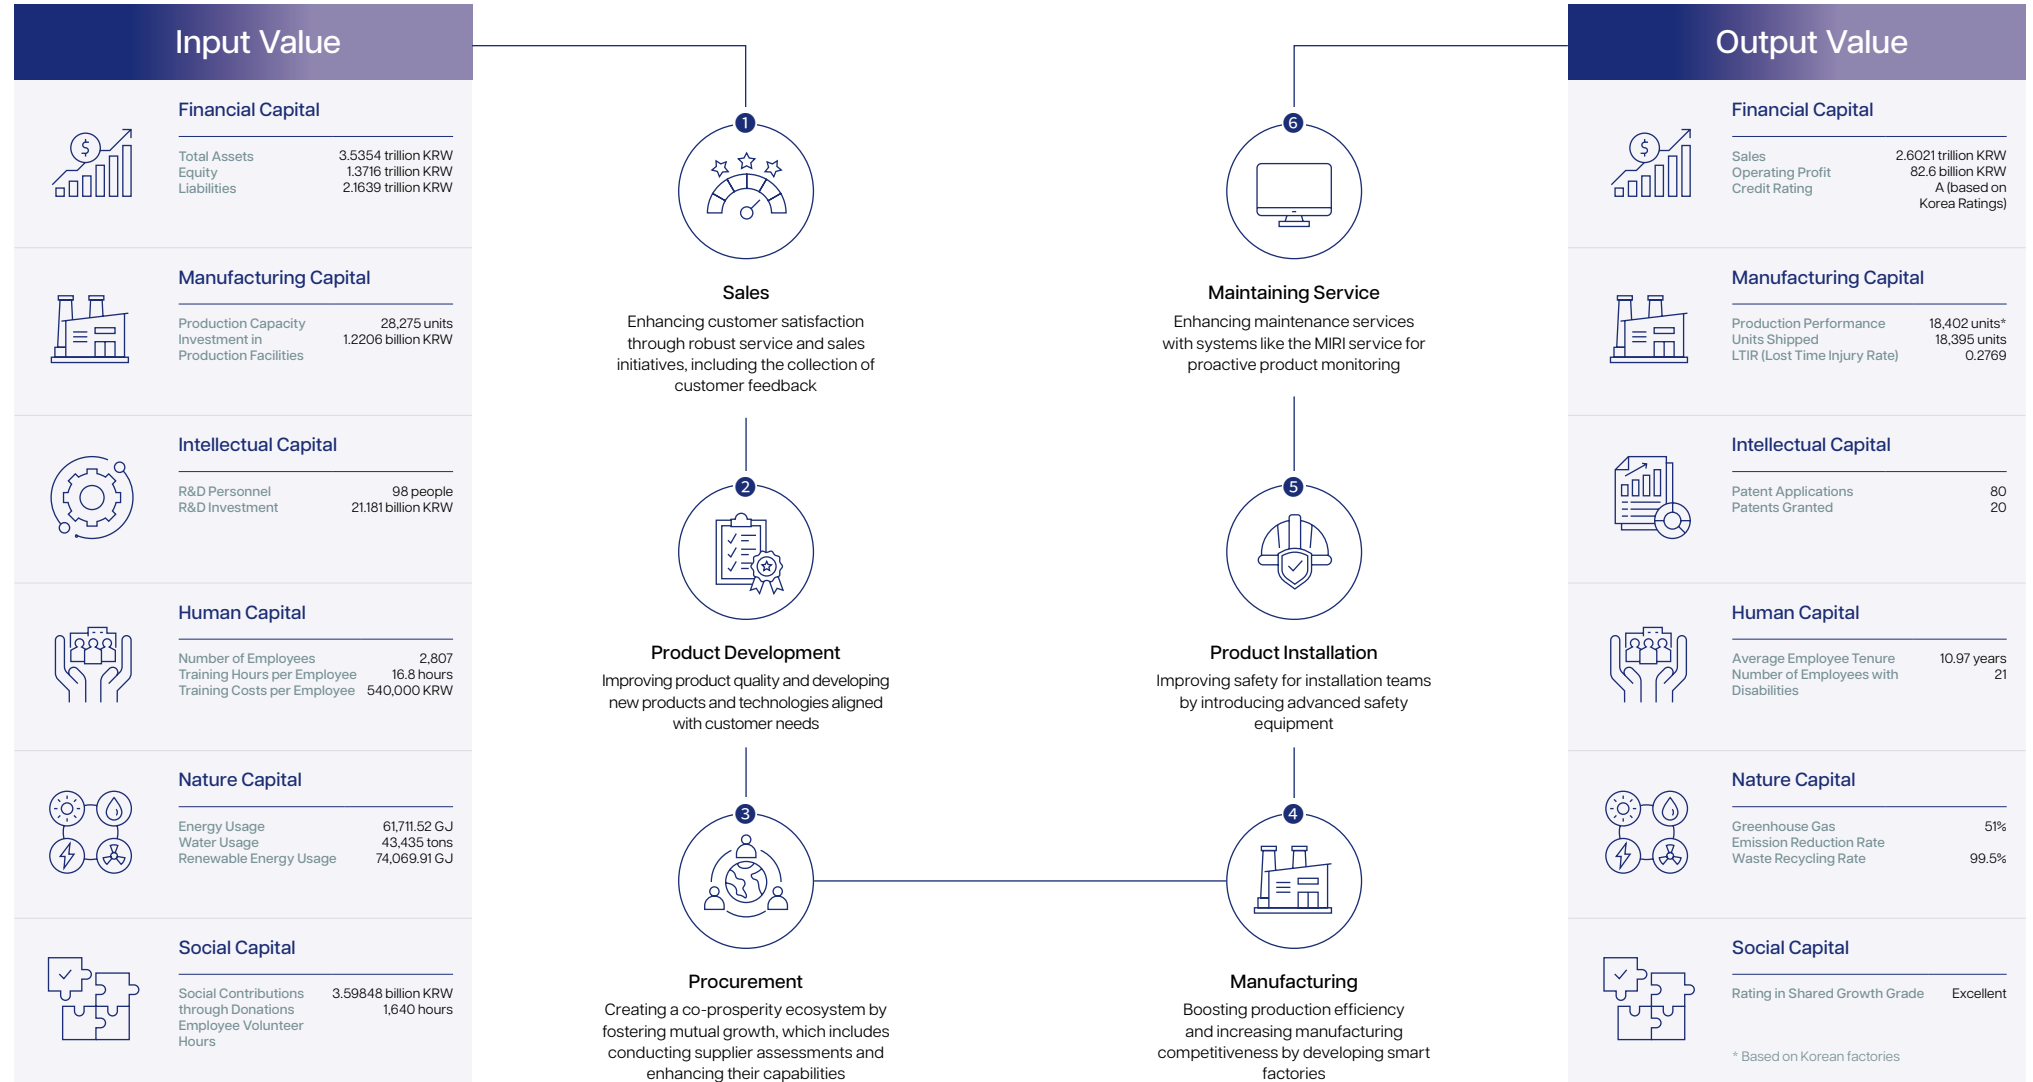 Input Value
Financial Capital
Total Assets 3.5354 trillion KRW
Equity 1.3716 trillion KRW
Liabilities 2.1639 trillion KRW
Manufacturing Capital
Production Capacity 28,275 units
Investment in 1.2206 billion KRW
Production Facilities
Intellectual Capital
R&D Personnel 98 people
R&D Investment 21.181 billion KRW
Human Capital
Number of Employees 2,807
Training Hours per Employee 16.8 hours
Training Costs per Employee 540,000 KRW
Nature Capital
Energy Usage 61,711.52 GJ
Water Usage 43,435 tons
Renewable Energy Usage 74,069.91 GJ
Social Capital
Social Contributions 3.59848 billion KRW
through Donations 1,640 hours
Employee Volunteer
Hours
1
Sales
Enhancing customer satisfaction
through robust service and sales
initiatives, including the collection of
customer feedback
2
Product Development
Improving product quality and developing
new products and technologies aligned
with customer needs
3
Procurement
Creating a co-prosperity ecosystem by
fostering mutual growth, which includes
conducting supplier assessments and
enhancing their capabilities
4
Manufacturing
Boosting production efficiency
and increasing manufacturing
competitiveness by developing smart
factories
5
Product Installation
Improving safety for installation teams
by introducing advanced safety
equipment
6
Maintaining Service
Enhancing maintenance services
with systems like the MIRI service for
proactive product monitoring
Output Value
Financial Capital
Sales 2.6021 trillion KRW
Operating Profit 82.6 billion KRW
Credit Rating A (based on
Korea Ratings)
Manufacturing Capital
Production Performance 18,402 units*
Units Shipped 18,395 units
LTIR (Lost Time Injury Rate) 0.2769
Intellectual Capital
Patent Applications 80
Patents Granted 20
Human Capital
Average Employee Tenure 10.97 years
Number of Employees with 21
Disabilities
Nature Capital
Greenhouse Gas 51%
Emission Reduction Rate
Waste Recycling Rate 99.5%
Social Capital
Rating in Shared Growth Grade Excellent
* Based on Korean factories